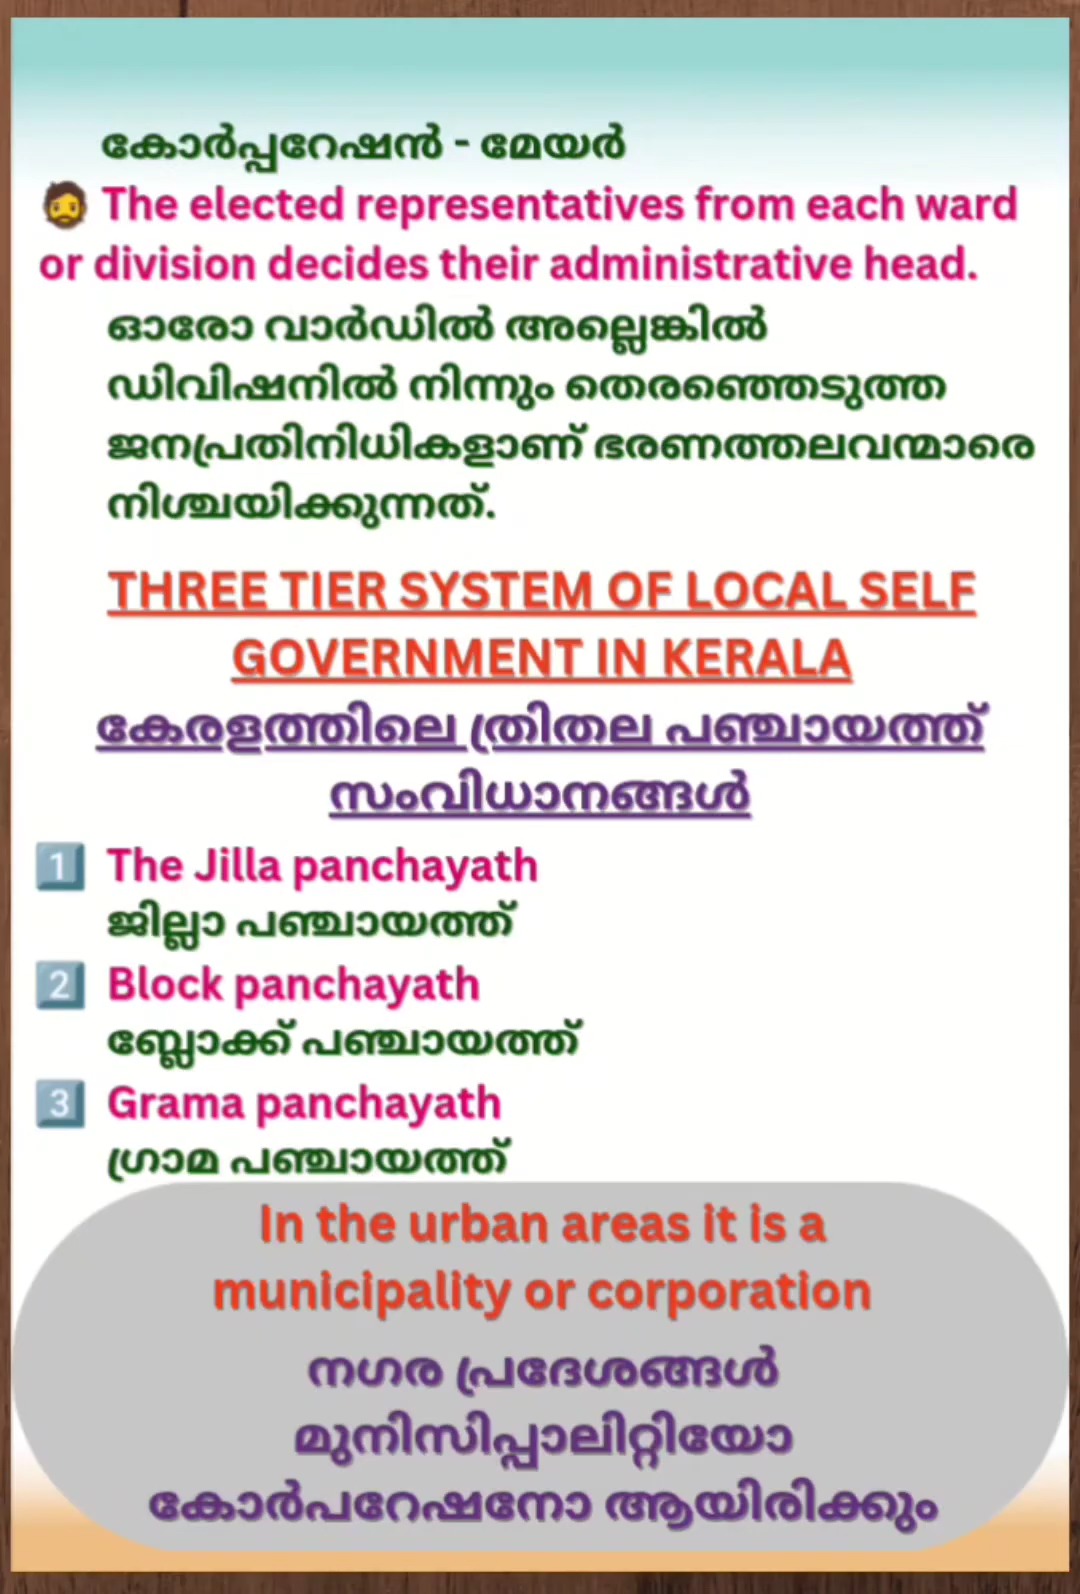 കോർപ്പറേഷൻ - മേയർ
🧔 The elected representatives from each ward
or division decides their administrative head.
ഓരോ വാർഡിൽ അല്ലെങ്കിൽ
ഡിവിഷനിൽ നിന്നും തെരഞ്ഞെടുത്ത
ജനപ്രതിനിധികളാണ് ഭരണത്തലവന്മാരെ
നിശ്ചയിക്കുന്നത്.
THREE TIER SYSTEM OF LOCAL SELF
GOVERNMENT IN KERALA
കേരളത്തിലെ ത്രിതല പഞ്ചായത്ത്
സംവിധാനങ്ങൾ
1️⃣ The Jilla panchayath
ജില്ലാ പഞ്ചായത്ത്
2️⃣ Block panchayath
ബ്ലോക്ക് പഞ്ചായത്ത്
3️⃣ Grama panchayath
ഗ്രാമ പഞ്ചായത്ത്
In the urban areas it is a
municipality or corporation
നഗര പ്രദേശങ്ങൾ
മുനിസിപ്പാലിറ്റിയോ
കോർപറേഷനോ ആയിരിക്കും